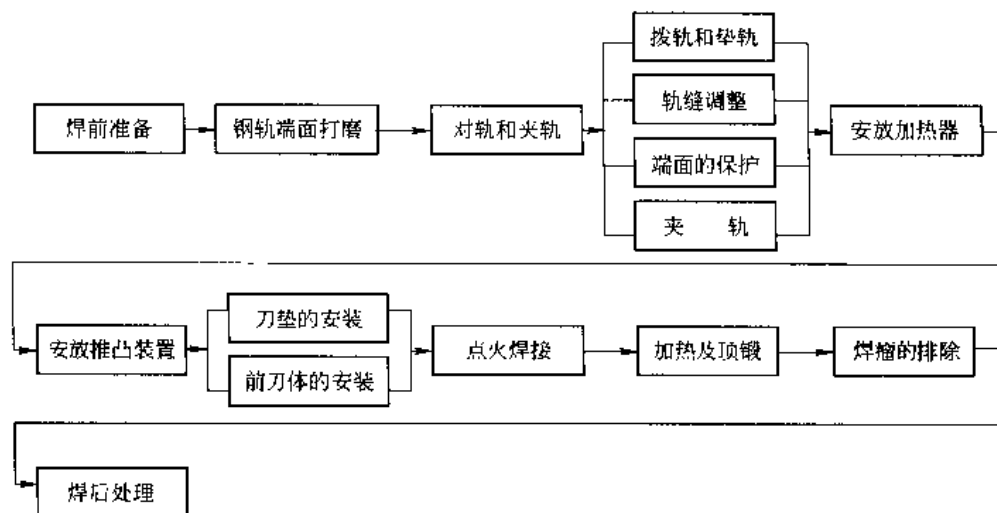 焊前准备
钢轨端面打磨
对轨和夹轨
拨轨和垫轨
轨缝调整
端面的保护
夹 轨
安放加热器
安放推凸装置
刀垫的安装
前刀体的安装
点火焊接
加热及顶锻
焊瘤的排除
焊后处理